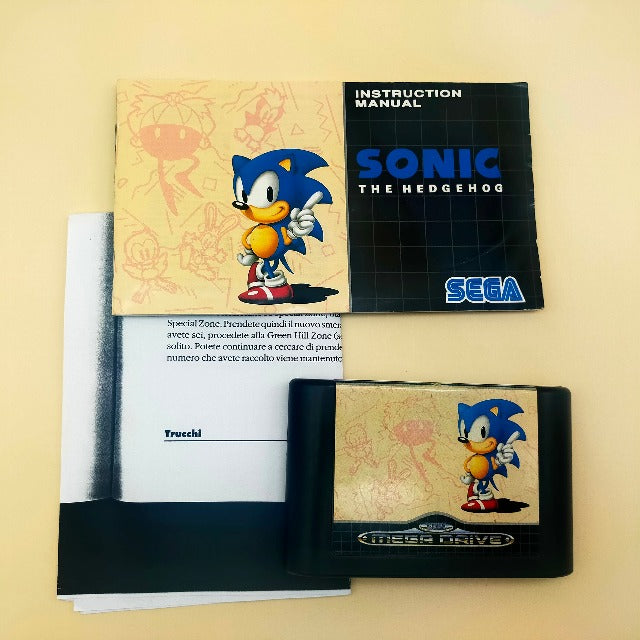 INSTRUCTION
MANUAL
SONIC
THE HEDGEHOG
SEGA
Special Zone. Prendete quindi il nuovo
avete sei, procedete alla Green Hill Zone
solito. Potete continuare a cercare di prende
numero che avete raccolto viene mantenuto
Trucchi
SEGA
MEGA DRIVE